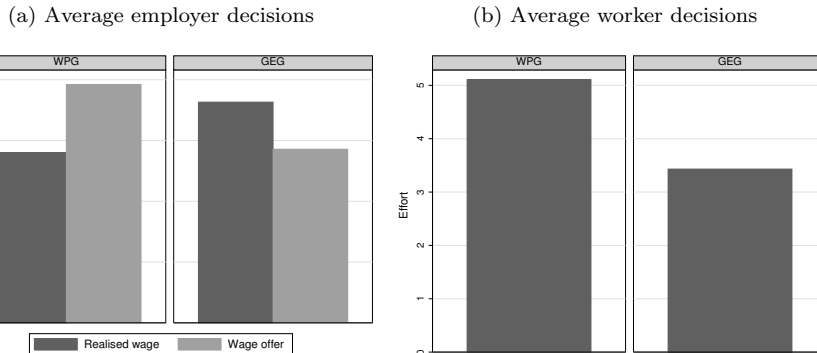 (a) Average employer decisions
WPG
GEG
Realised wage
Wage offer
(b) Average worker decisions
WPG
GEG
Effort
5
4
3
2
1
0